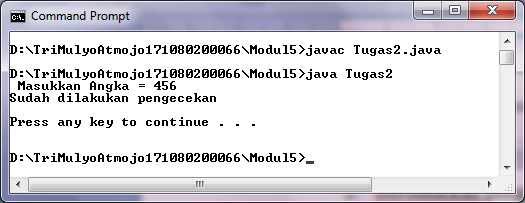 Command Prompt
D:\TriMulyoAtmojo171080200066\Modul5>javac Tugas2.java
D:\TriMulyoAtmojo171080200066\Modul5>java Tugas2
Masukkan Angka = 456
Sudah dilakukan pengecekan
Press any key to continue . . .
D:\TriMulyoAtmojo171080200066\Modul5>_